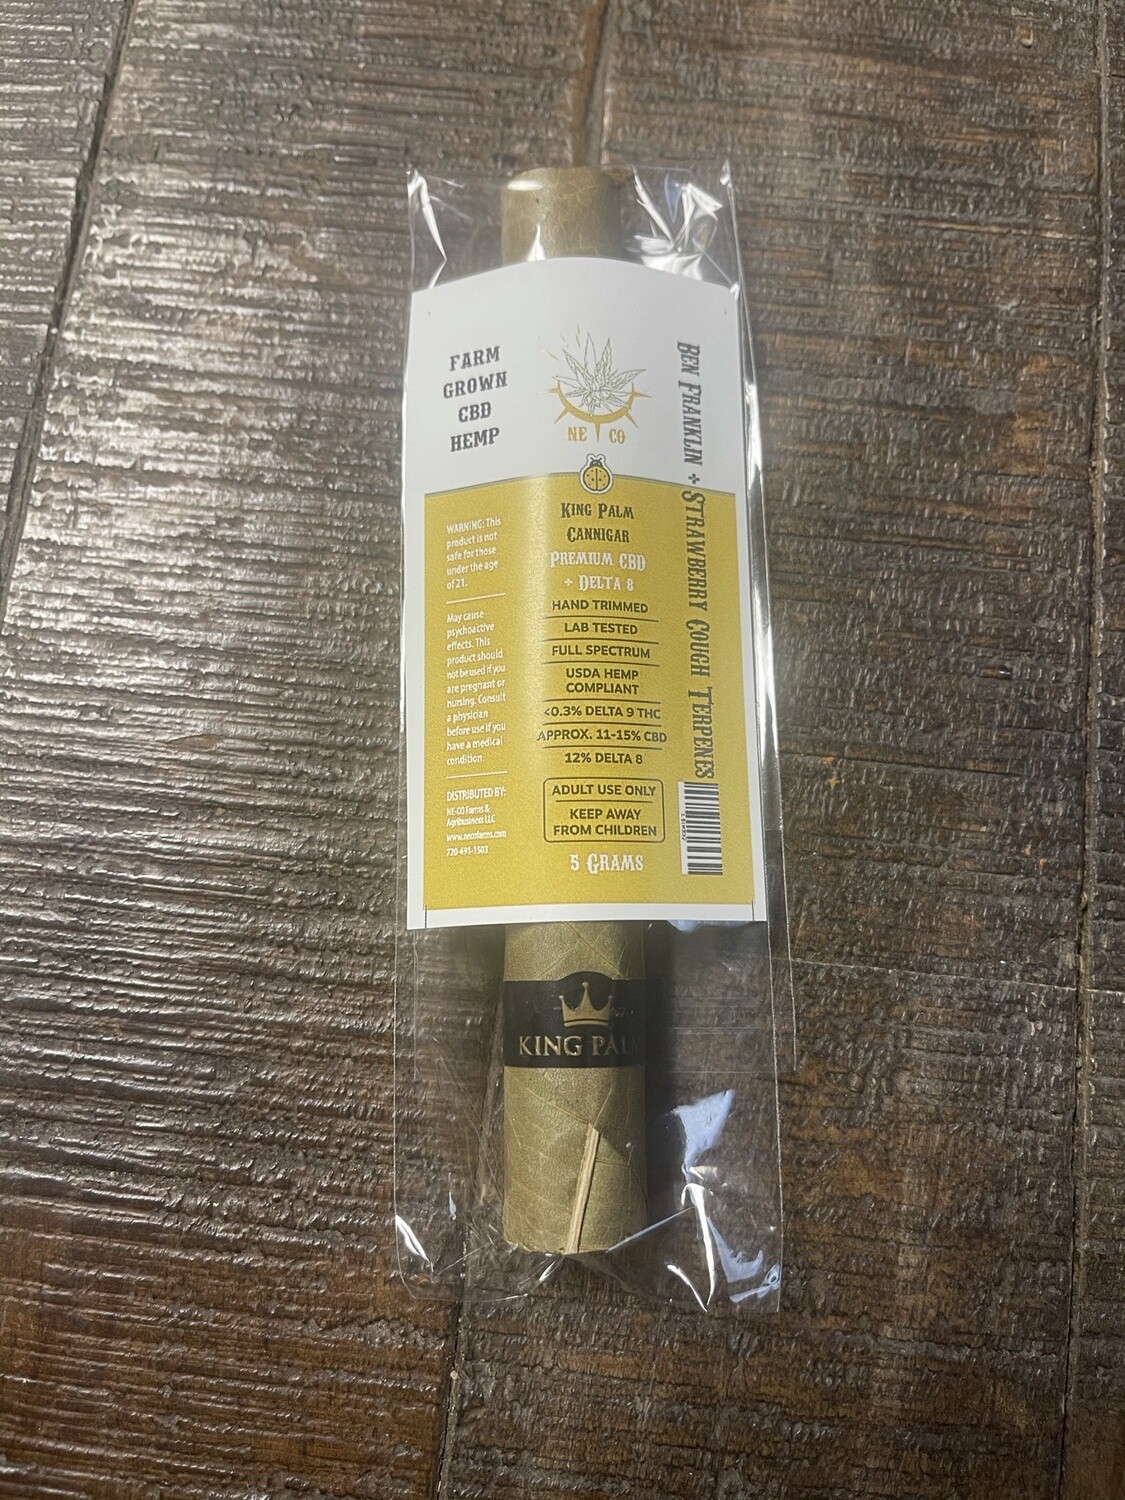 FARM
GROWN
CBD
HEMP
NE CO
BEN FRANKLIN + STRAWBERRY COUGH TERPENES
WARNING: This
product is not
safe for those
under the age
of 21.
May cause
psychoactive
effects. This
product should
not be used if you
are pregnant or
nursing. Consult
a physician
before use if you
have a medical
condition.
DISTRIBUTED BY:
NE-CO Farms &
Agribusiness LLC
www.necofarms.com
720-491-1503
KING PALM
CANNIGAR
PREMIUM CBD
+ DELTA 8
HAND TRIMMED
LAB TESTED
FULL SPECTRUM
USDA HEMP
COMPLIANT
<0.3% DELTA 9 THC
APPROX. 11-15% CBD
12% DELTA 8
ADULT USE ONLY
KEEP AWAY
FROM CHILDREN
5 GRAMS
KING PALM